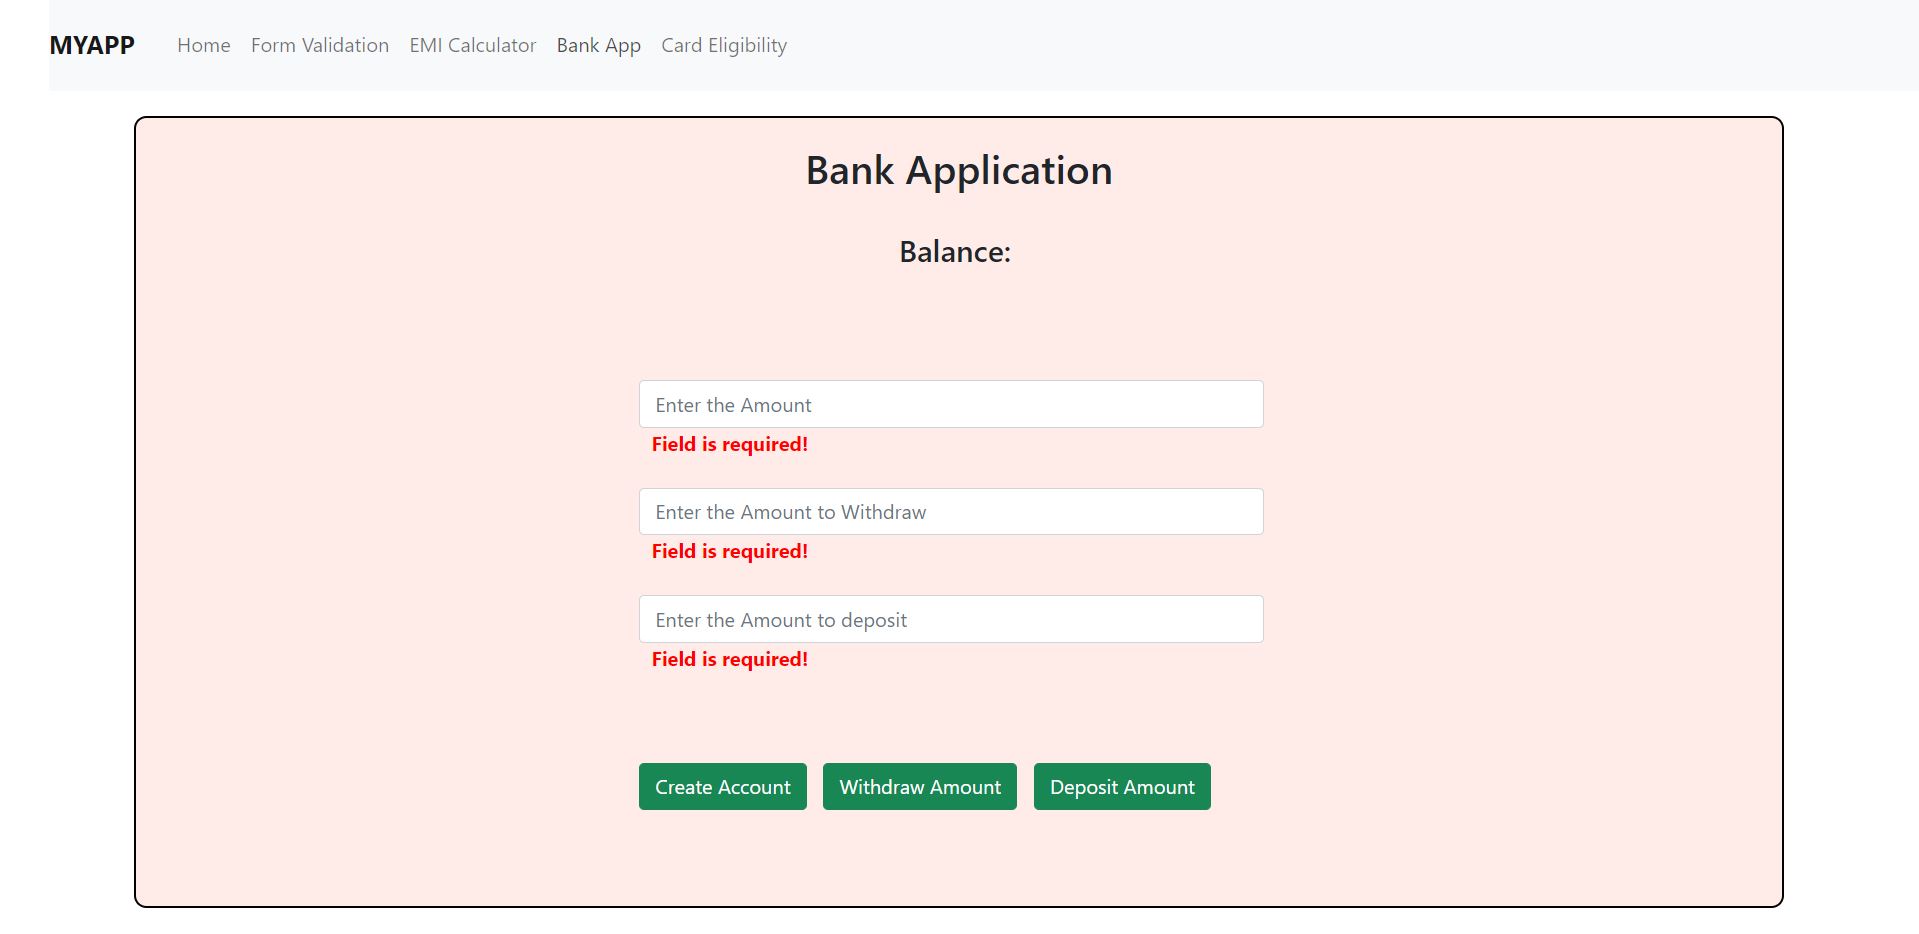 MYAPP Home Form Validation EMI Calculator Bank App Card Eligibility
Bank Application
Balance:
Enter the Amount
Field is required!
Enter the Amount to Withdraw
Field is required!
Enter the Amount to deposit
Field is required!
Create Account Withdraw Amount Deposit Amount